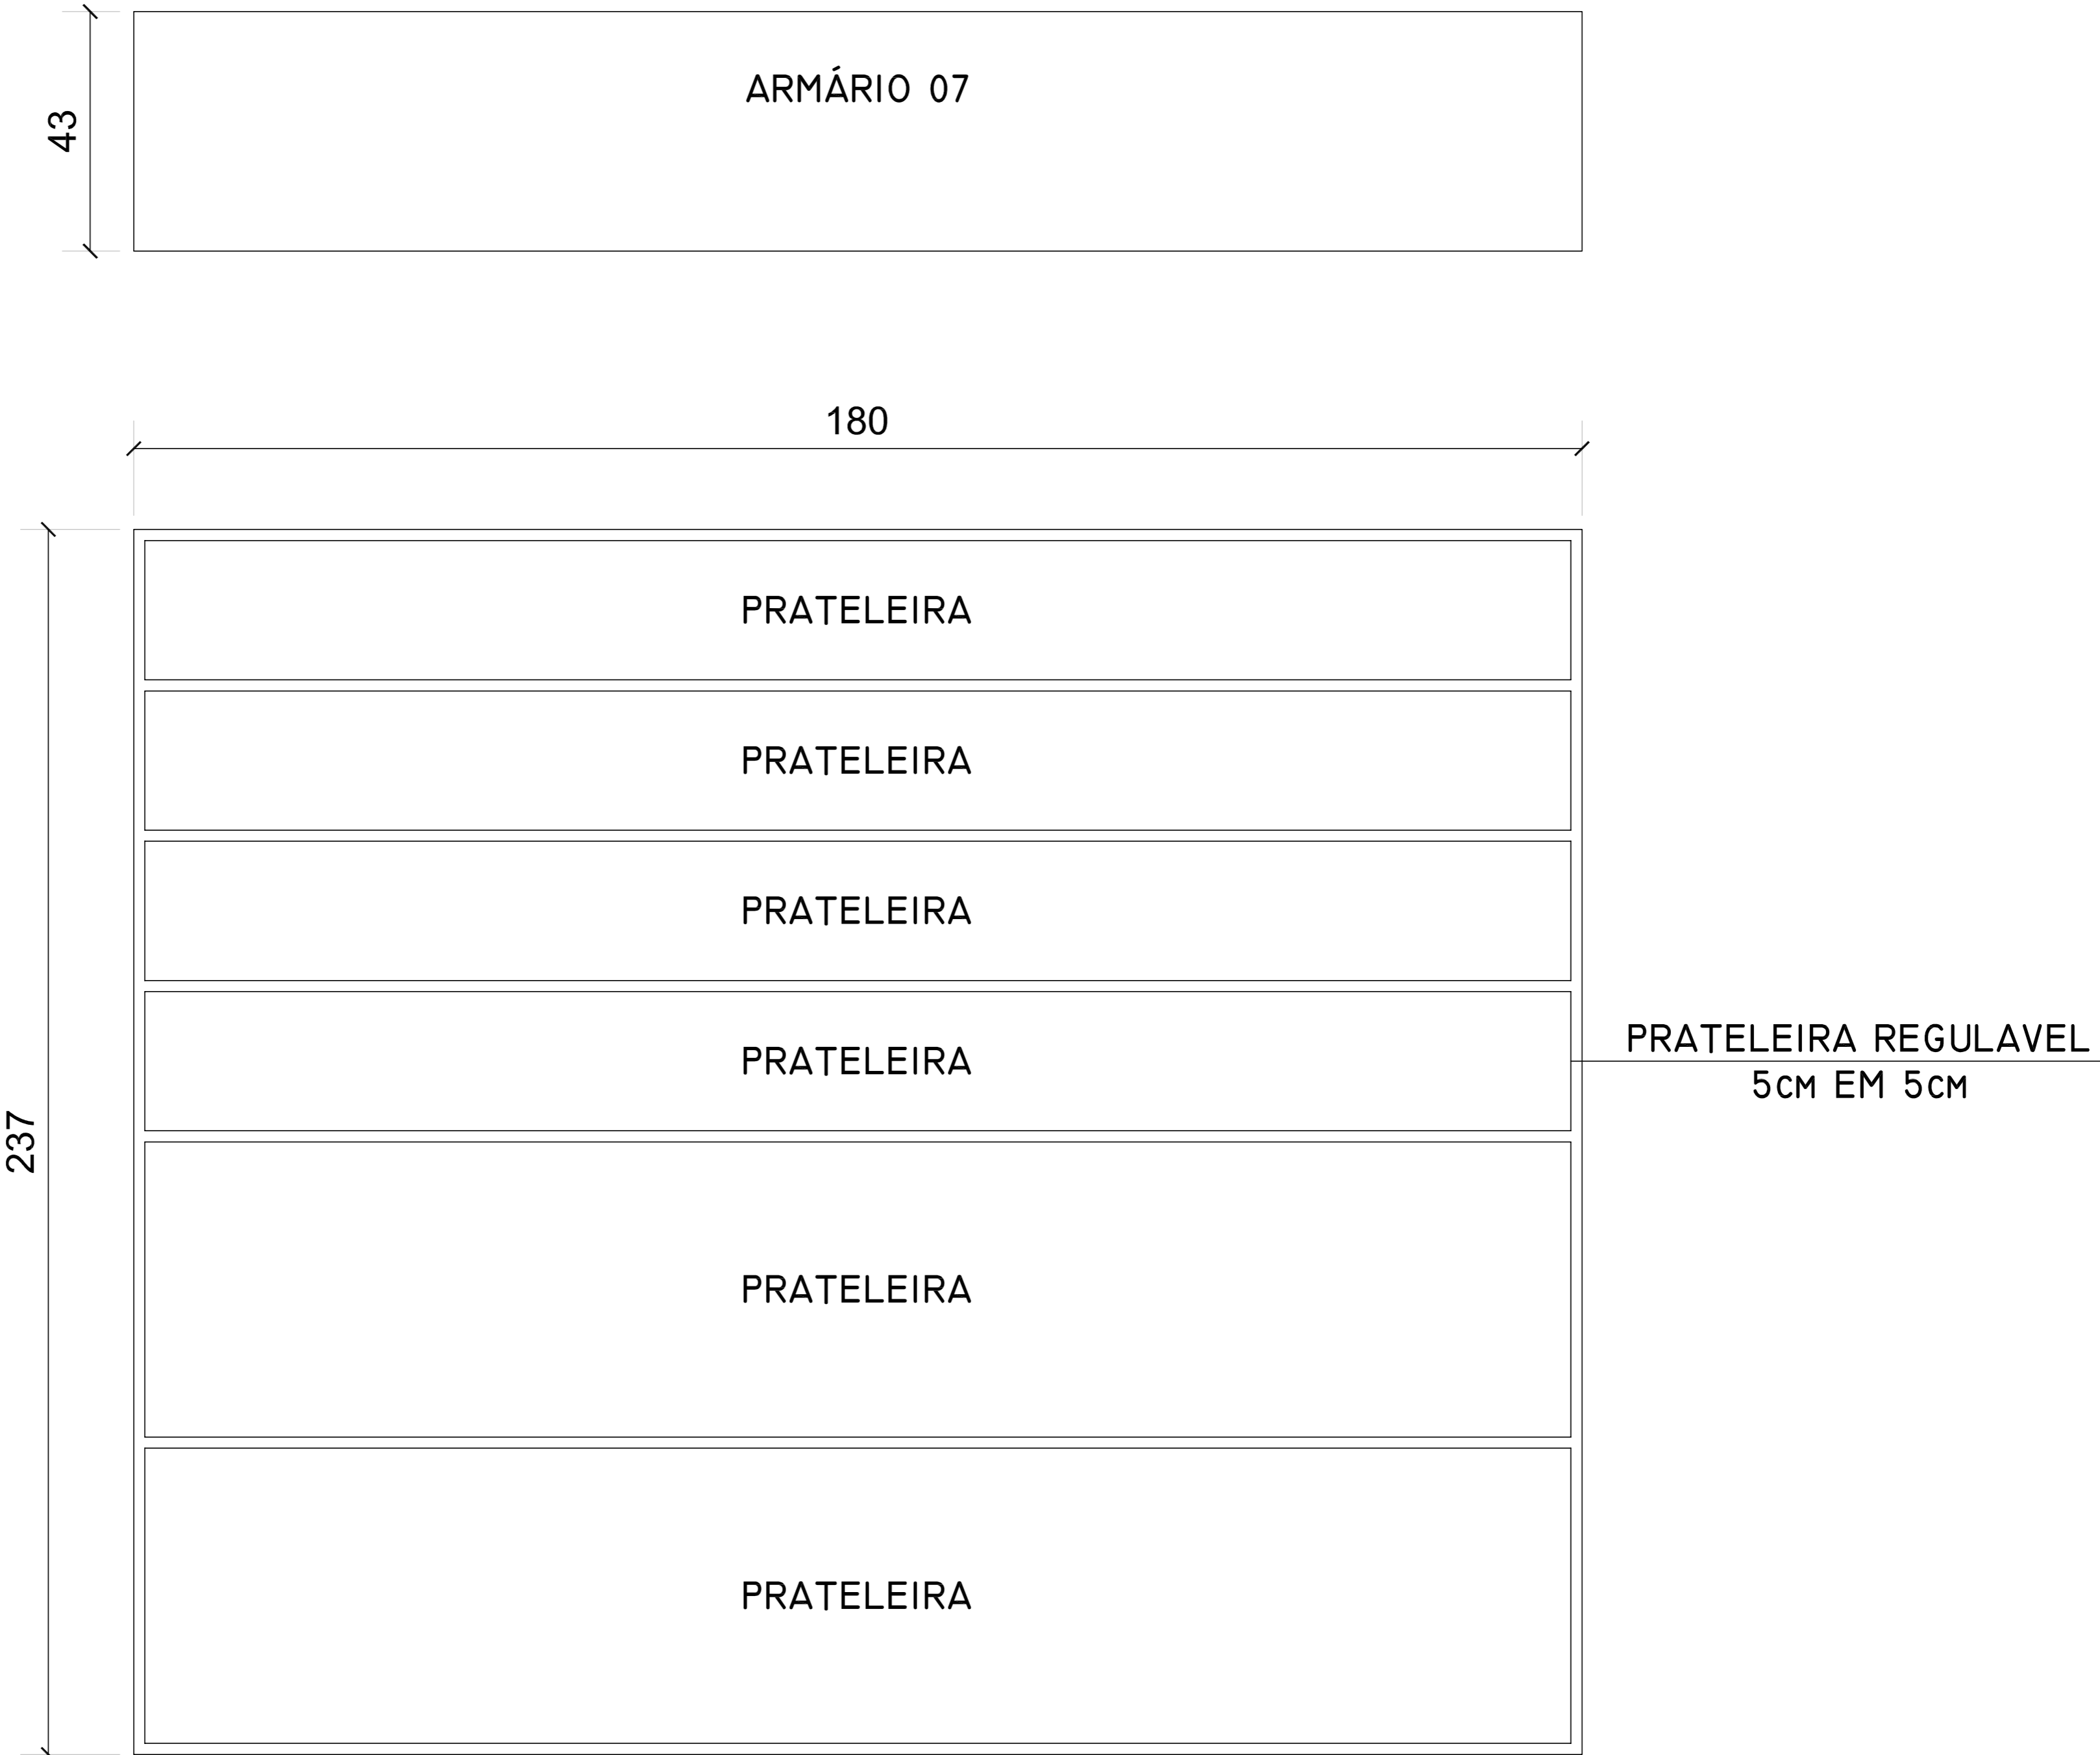 ARMÁRIO 07
43
180
PRATELEIRA
PRATELEIRA
PRATELEIRA
PRATELEIRA
PRATELEIRA REGULAVEL
5cm EM 5cm
237
PRATELEIRA
PRATELEIRA